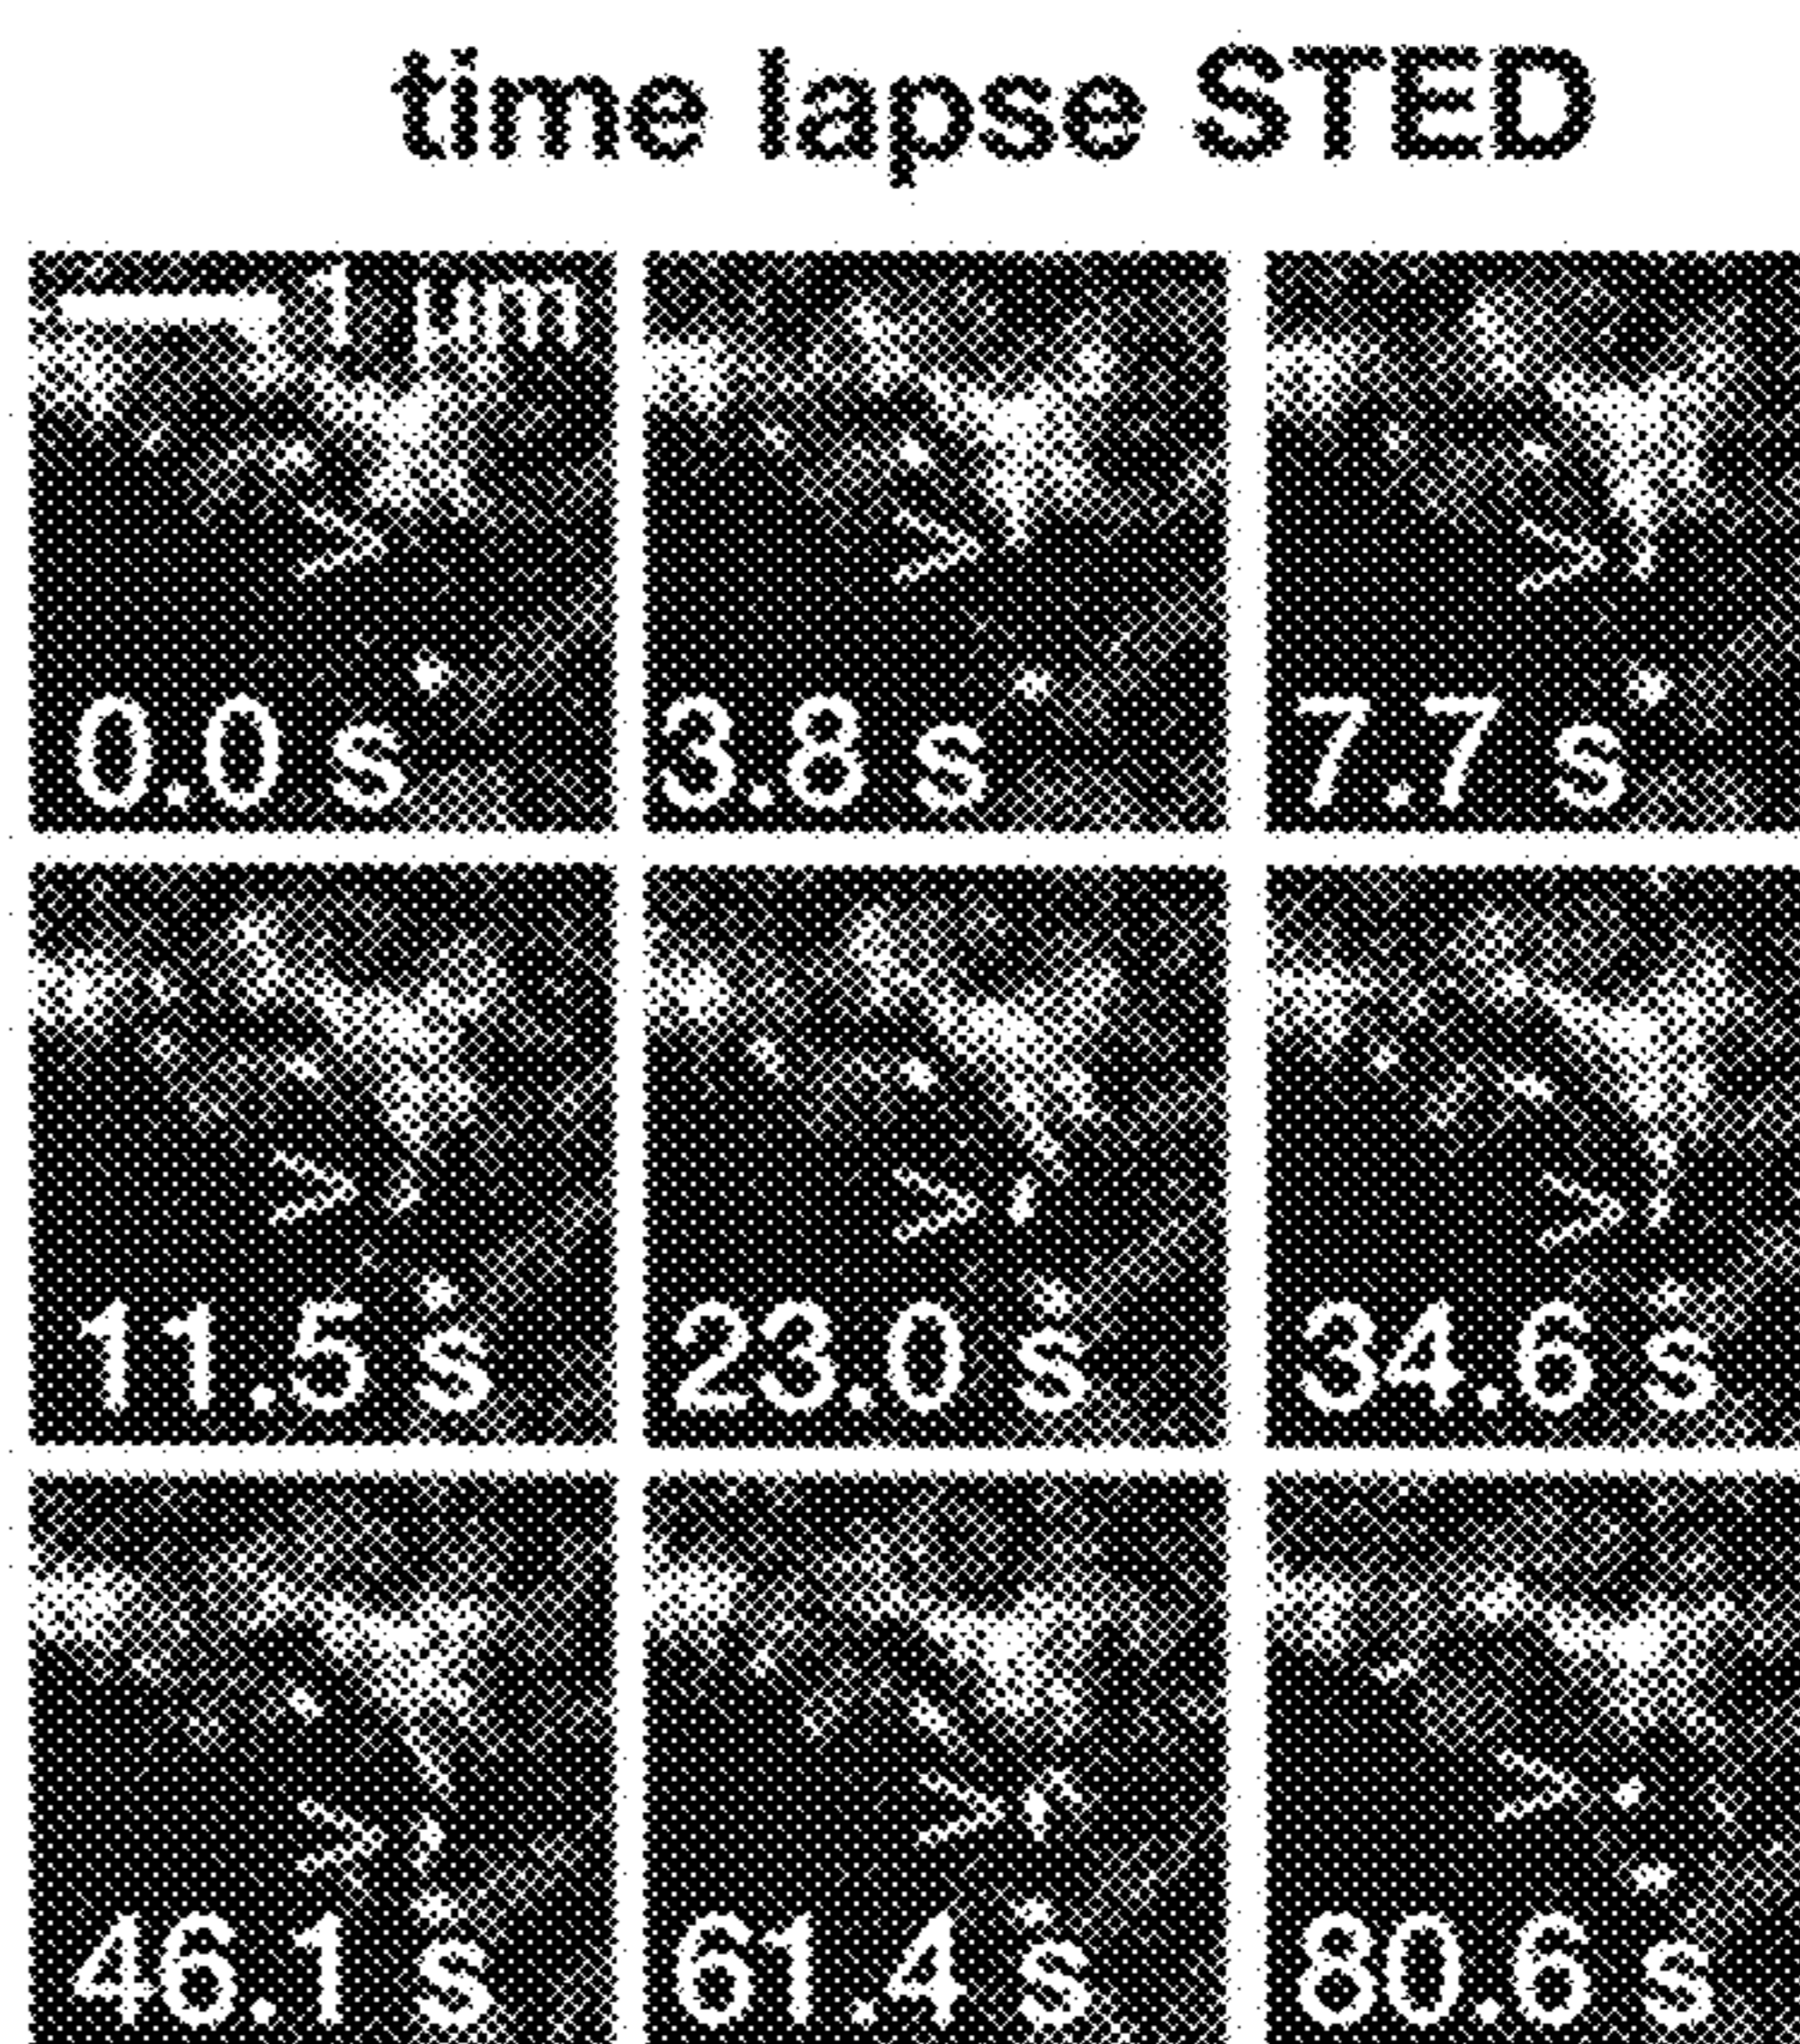 time lapse STED
1 μm
0.0 s
3.8 s
7.7 s
11.5 s
23.0 s
34.6 s
46.1 s
61.4 s
80.6 s